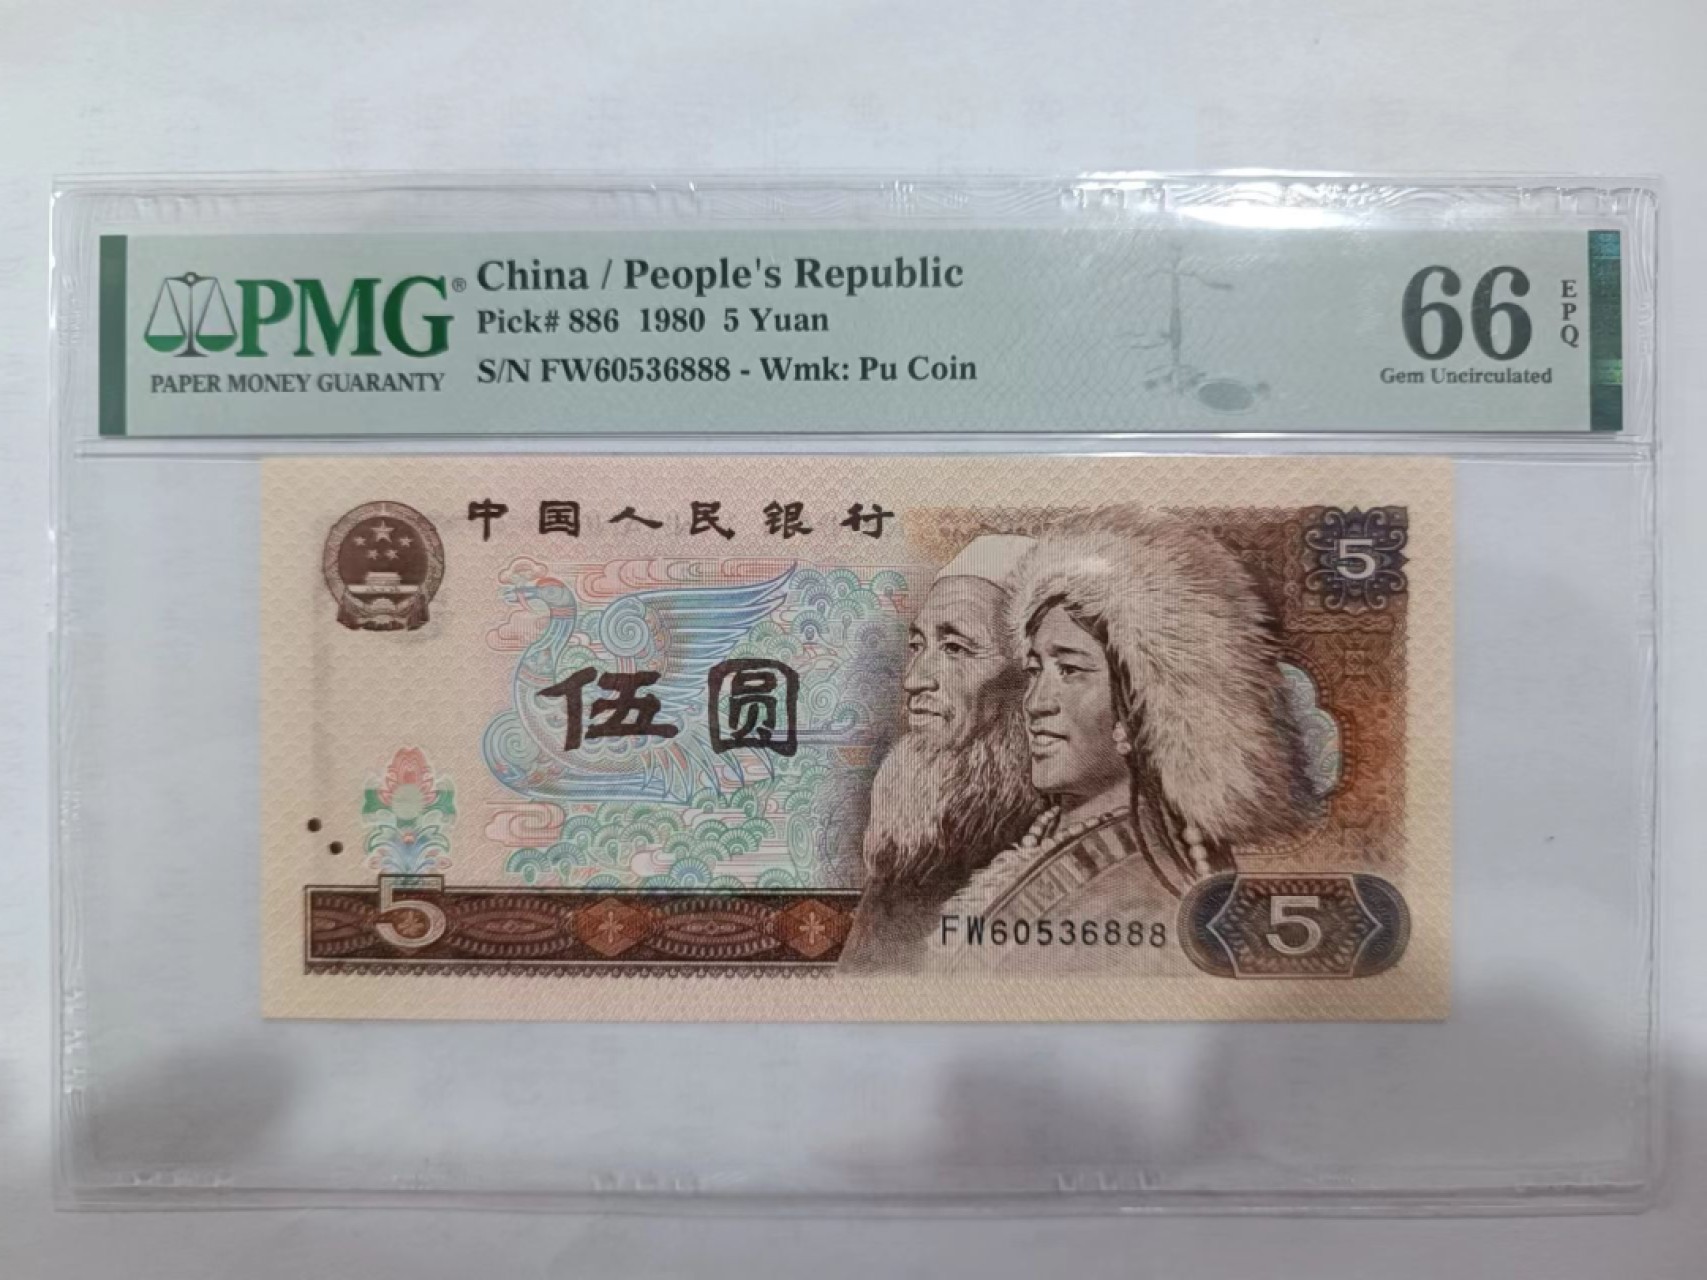 PMG®
PAPER MONEY GUARANTY
China / People's Republic
Pick# 886 1980 5 Yuan
S/N FW60536888 - Wmk: Pu Coin
66
EPQ
Gem Uncirculated
中国人民银行
5
伍圆
5
FW60536888
5